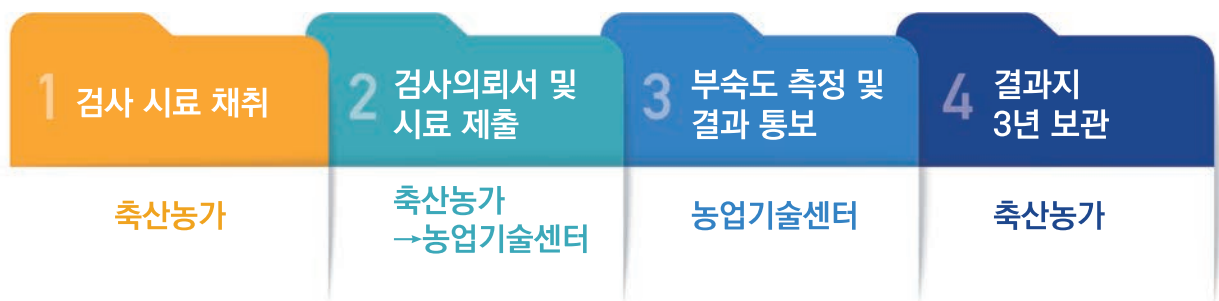 1 검사 시료 채취
축산농가
2 검사의뢰서 및
시료 제출
축산농가
→농업기술센터
3 부숙도 측정 및
결과 통보
농업기술센터
4 결과지
3년 보관
축산농가